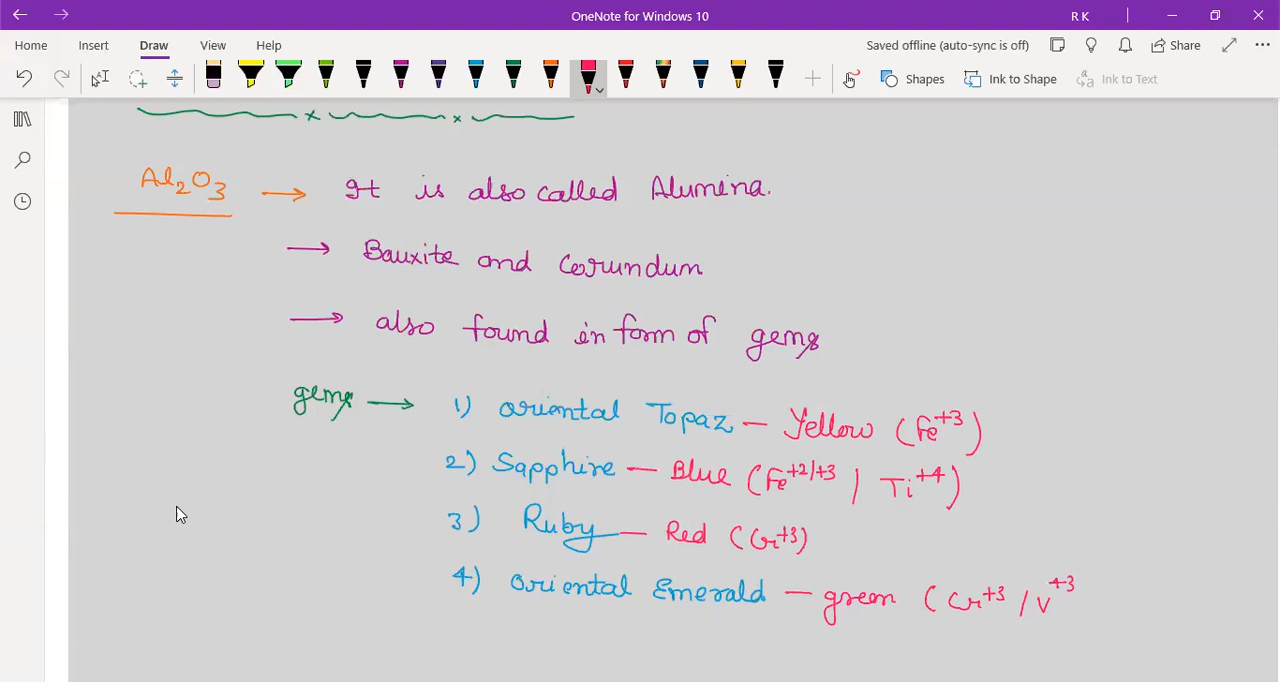 OneNote for Windows 10
R K
Home Insert Draw View Help
Saved offline (auto-sync is off) Share
Shapes Ink to Shape Ink to Text
Al₂O₃ → It is also called Alumina.
→ Bauxite and Corundum
→ also found in form of gems
gems → 1) Oriental Topaz — Yellow (Fe⁺³)
2) Sapphire — Blue (Fe⁺²/⁺³ / Ti⁺⁴)
3) Ruby — Red (Cr⁺³)
4) Oriental Emerald — green (Cr⁺³ / V⁺³